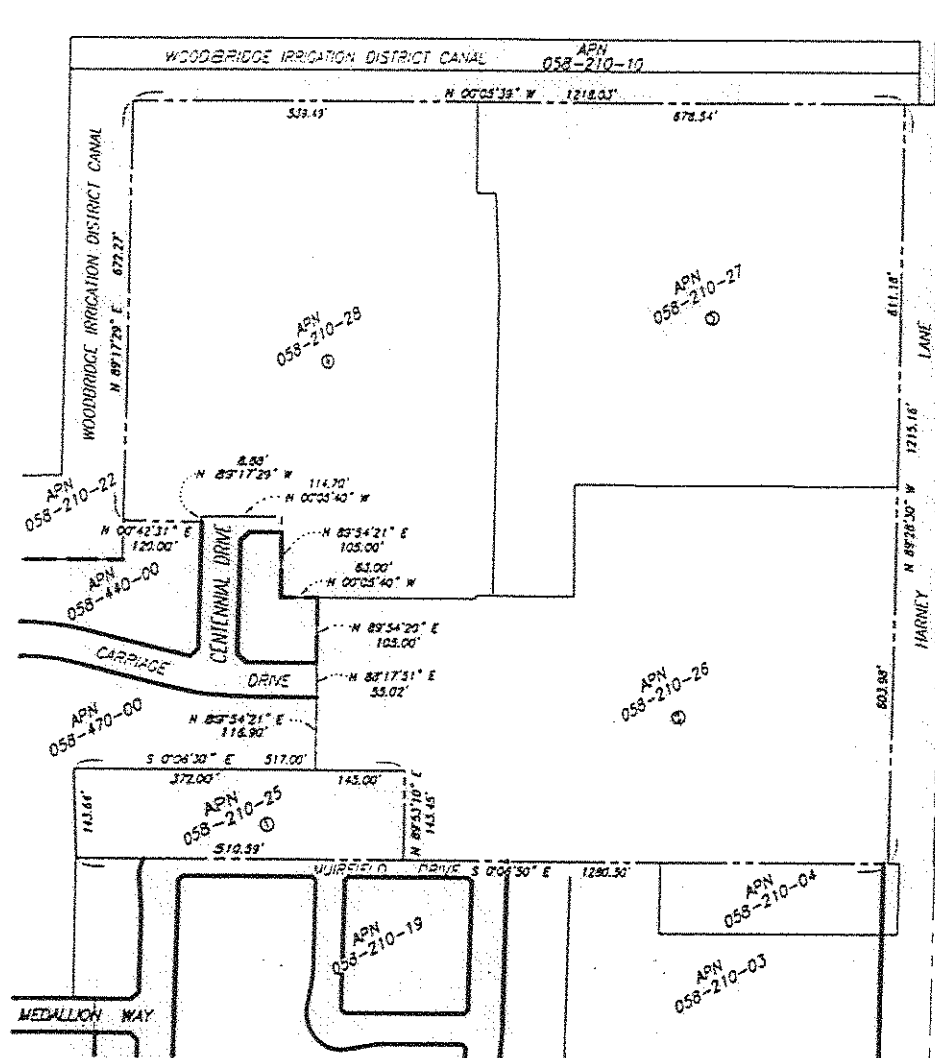 WOODBRIDGE IRRIGATION DISTRICT CANAL
APN
058-210-10
N 00°05'39" W 1218.03'
539.49'
678.54'
WOODBRIDGE IRRIGATION DISTRICT CANAL
N 89°17'29" E 672.27'
APN
058-210-28
APN
058-210-27
611.18'
LANE
N 89°28'30" W 1215.16'
HARNEY
8.88'
N 89°17'29" W
114.70'
N 00°05'40" W
APN
058-210-22
N 00°42'31" E
120.00'
CENTENNIAL DRIVE
N 89°54'21" E
105.00'
63.00'
N 00°05'40" W
APN
058-440-00
N 89°54'20" E
105.00'
CARRIAGE DRIVE
N 88°17'51" E
55.02'
APN
058-210-26
603.98'
APN
058-470-00
N 89°54'21" E
116.90'
S 0°06'30" E 517.00'
372.00'
145.00'
143.64'
APN
058-210-25
①
N 89°53'10" E
143.45'
510.59'
MUIRFIELD DRIVE S 0°06'30" E 1280.50'
APN
058-210-04
APN
058-210-19
APN
058-210-03
MEDALLION WAY